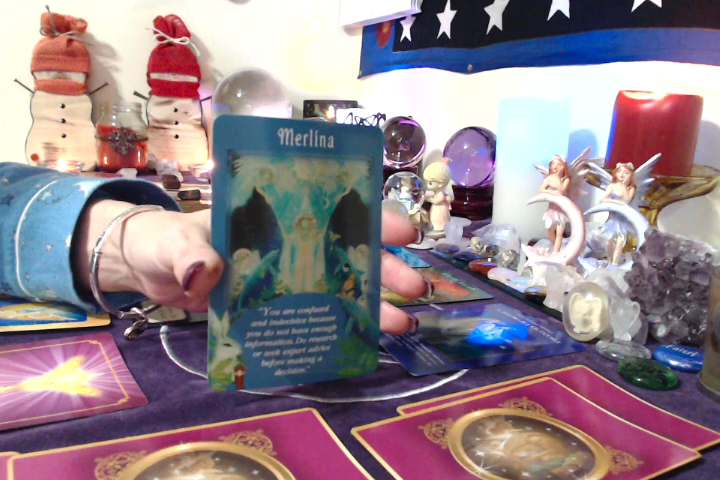 Merlina
"You are confused
and indecisive because
you do not have enough
information. Do research
or seek expert advice
before making a
decision."